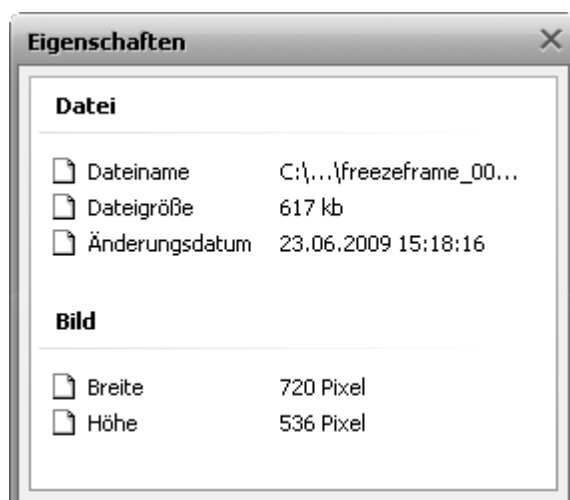 Eigenschaften
Datei
Dateiname C:\...\freezeframe_00...
Dateigröße 617 kb
Änderungsdatum 23.06.2009 15:18:16
Bild
Breite 720 Pixel
Höhe 536 Pixel